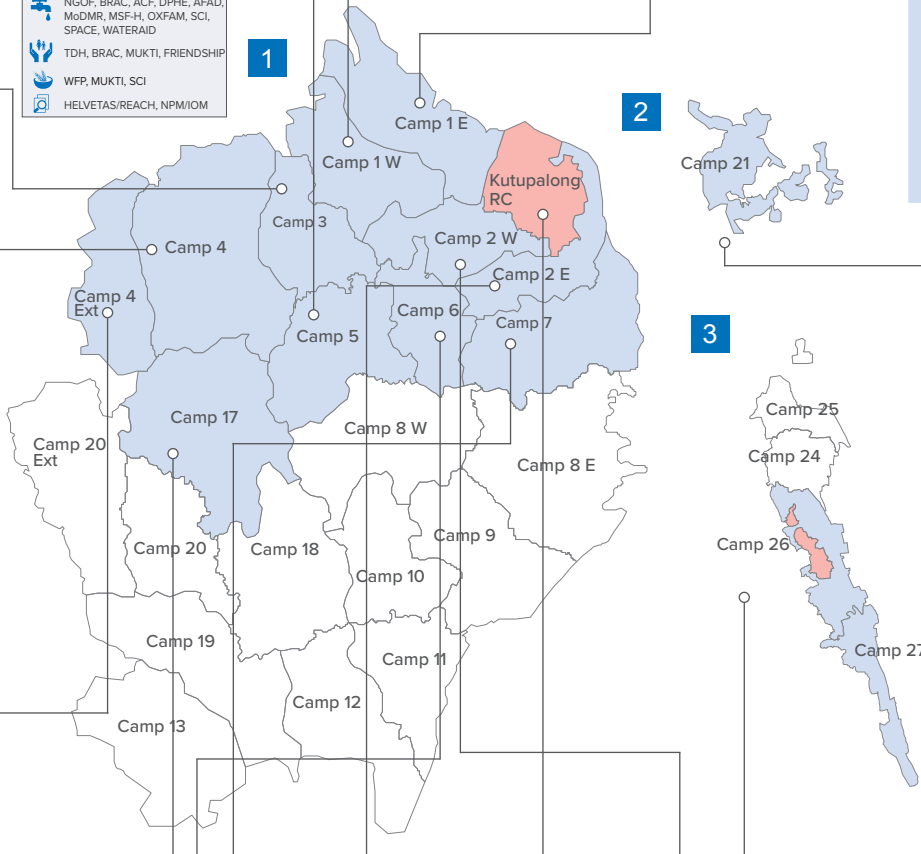 NGOF, BRAC, ACF, DPHE, AFAD,
MoDMR, MSF-H, OXFAM, SCI,
SPACE, WATERAID
TDH, BRAC, MUKTI, FRIENDSHIP
WFP, MUKTI, SCI
HELVETAS/REACH, NPM/IOM
1
2
3
Camp 1 E
Camp 1 W
Kutupalong
RC
Camp 21
Camp 3
Camp 2 W
Camp 4
Camp 2 E
Camp 4
Ext
Camp 6
Camp 7
Camp 5
Camp 25
Camp 17
Camp 8 W
Camp 20
Ext
Camp 24
Camp 8 E
Camp 9
Camp 20
Camp 18
Camp 26
Camp 10
Camp 19
Camp 27
Camp 11
Camp 12
Camp 13